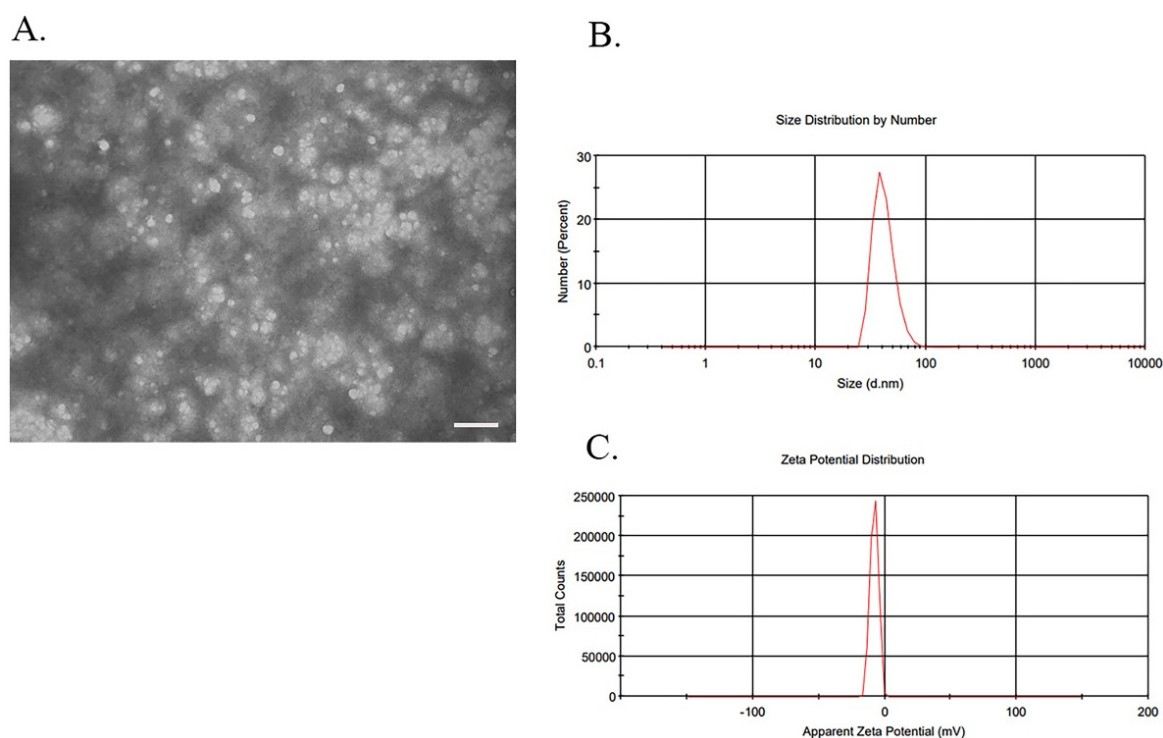 A.
B.
Size Distribution by Number
30
20
10
0
Number (Percent)
0.1 1 10 100 1000 10000
Size (d.nm)
C.
Zeta Potential Distribution
250000
200000
150000
100000
50000
0
Total Counts
-100 0 100 200
Apparent Zeta Potential (mV)